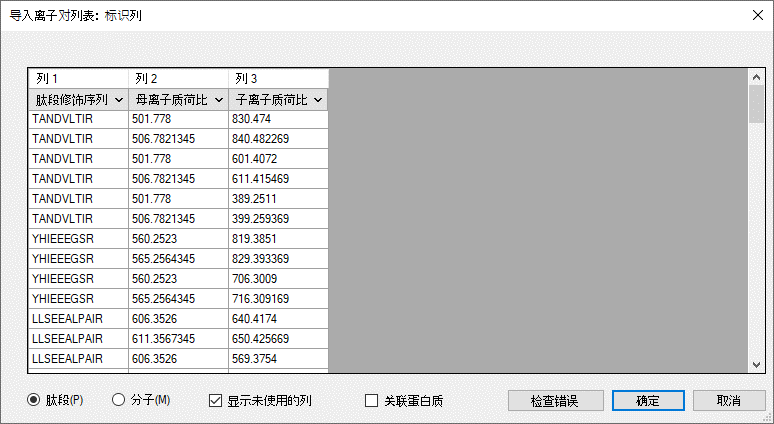 导入离子对列表：标识列
列 1 列 2 列 3
肽段修饰序列 母离子质荷比 子离子质荷比
TANDVLTIR 501.778 830.474
TANDVLTIR 506.7821345 840.482269
TANDVLTIR 501.778 601.4072
TANDVLTIR 506.7821345 611.415469
TANDVLTIR 501.778 389.2511
TANDVLTIR 506.7821345 399.259369
YHIEEEGSR 560.2523 819.3851
YHIEEEGSR 565.2564345 829.393369
YHIEEEGSR 560.2523 706.3009
YHIEEEGSR 565.2564345 716.309169
LLSEEALPAIR 606.3526 640.4174
LLSEEALPAIR 611.3567345 650.425669
LLSEEALPAIR 606.3526 569.3754
肽段(P) 分子(M) 显示未使用的列 关联蛋白质 检查错误 确定 取消